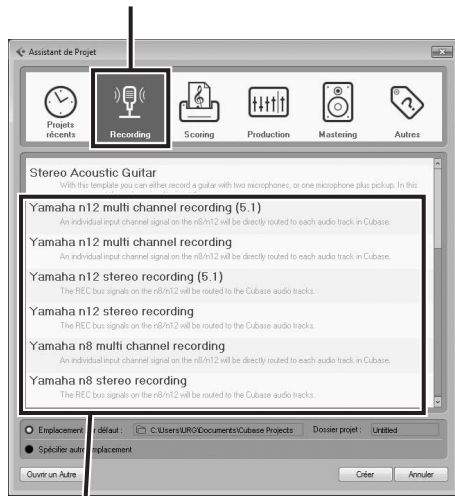 Assistant de Projet
Projets
récents
Recording
Scoring
Production
Mastering
Autres
Stereo Acoustic Guitar
With this template you can either record a guitar with two microphones, or one microphone plus pickup. In this
Yamaha n12 multi channel recording (5.1)
An individual input channel signal on the n8/n12 will be directly routed to each audio track in Cubase.
Yamaha n12 multi channel recording
An individual input channel signal on the n8/n12 will be directly routed to each audio track in Cubase.
Yamaha n12 stereo recording (5.1)
The REC bus signals on the n8/n12 will be routed to the Cubase audio tracks.
Yamaha n12 stereo recording
The REC bus signals on the n8/n12 will be routed to the Cubase audio tracks.
Yamaha n8 multi channel recording
An individual input channel signal on the n8/n12 will be directly routed to each audio track in Cubase.
Yamaha n8 stereo recording
The REC bus signals on the n8/n12 will be routed to the Cubase audio tracks.
Emplacement défaut : C:\Users\URG\Documents\Cubase Projects Dossier projet : Untitled
Spécifier autre emplacement
Ouvrir un Autre Créer Annuler